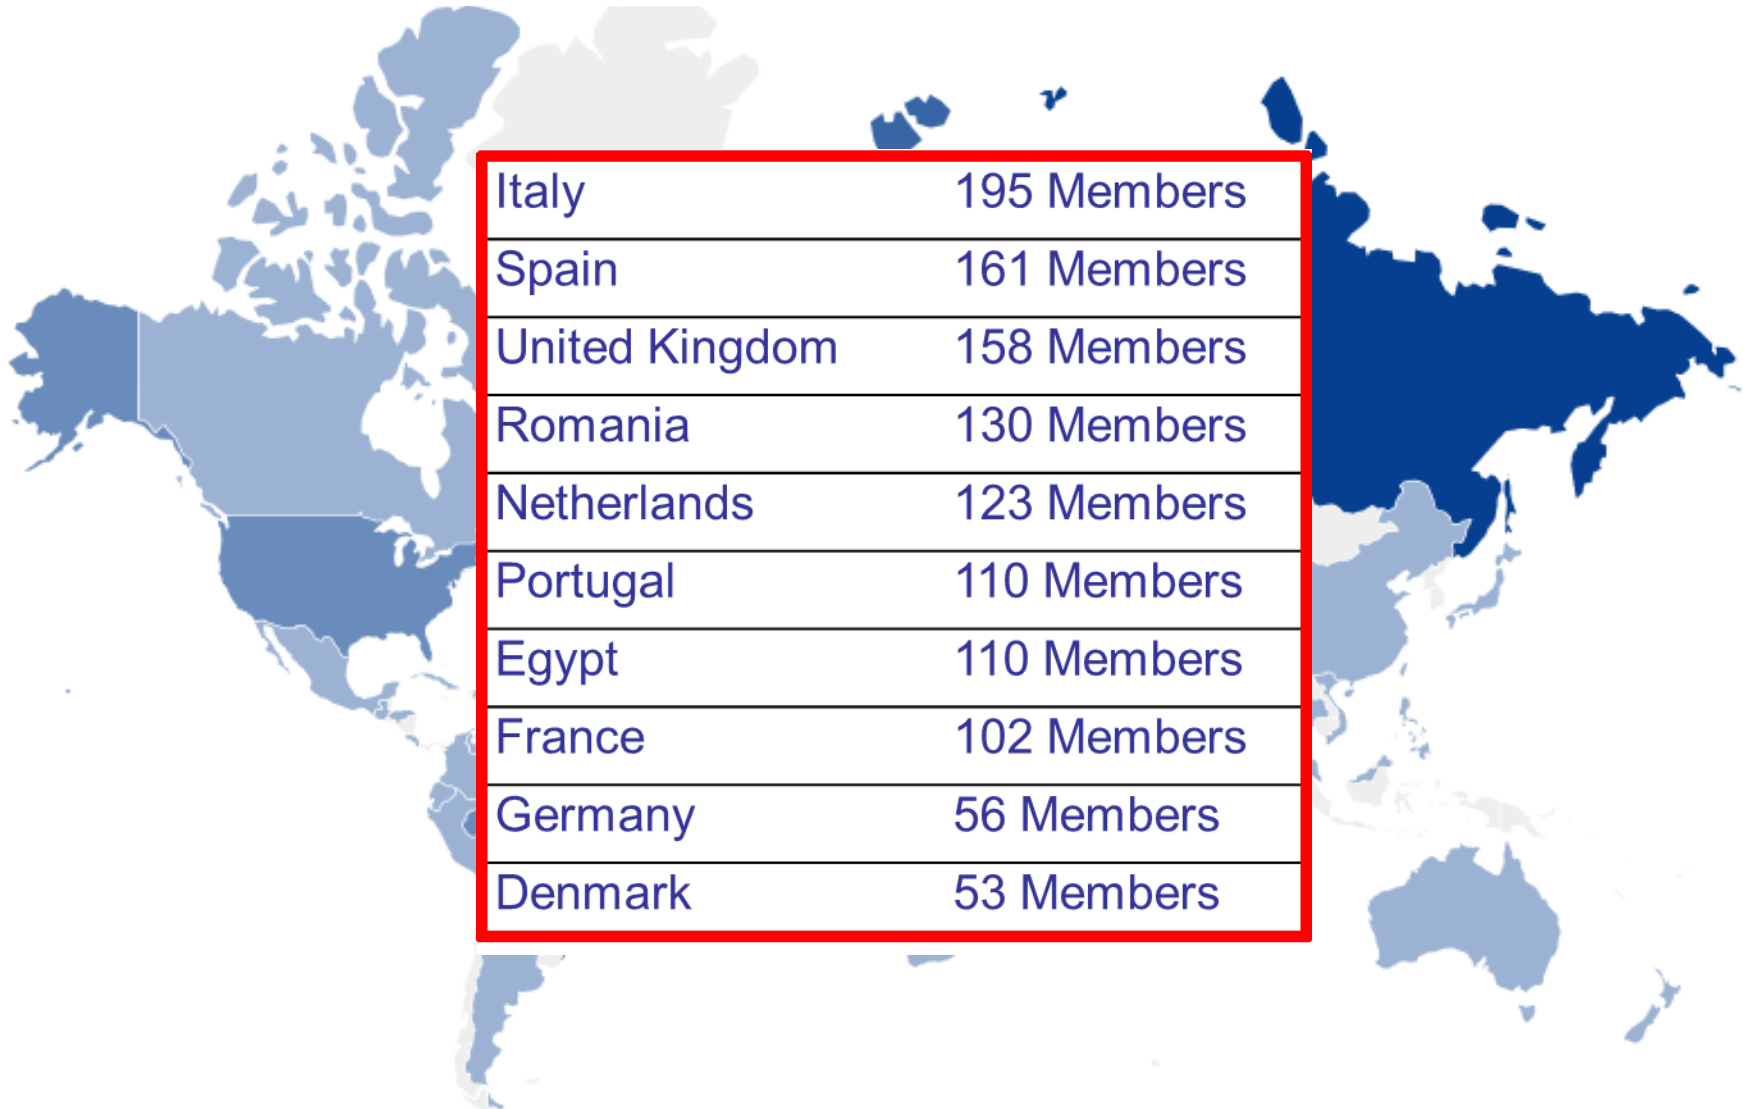 Italy 195 Members
Spain 161 Members
United Kingdom 158 Members
Romania 130 Members
Netherlands 123 Members
Portugal 110 Members
Egypt 110 Members
France 102 Members
Germany 56 Members
Denmark 53 Members